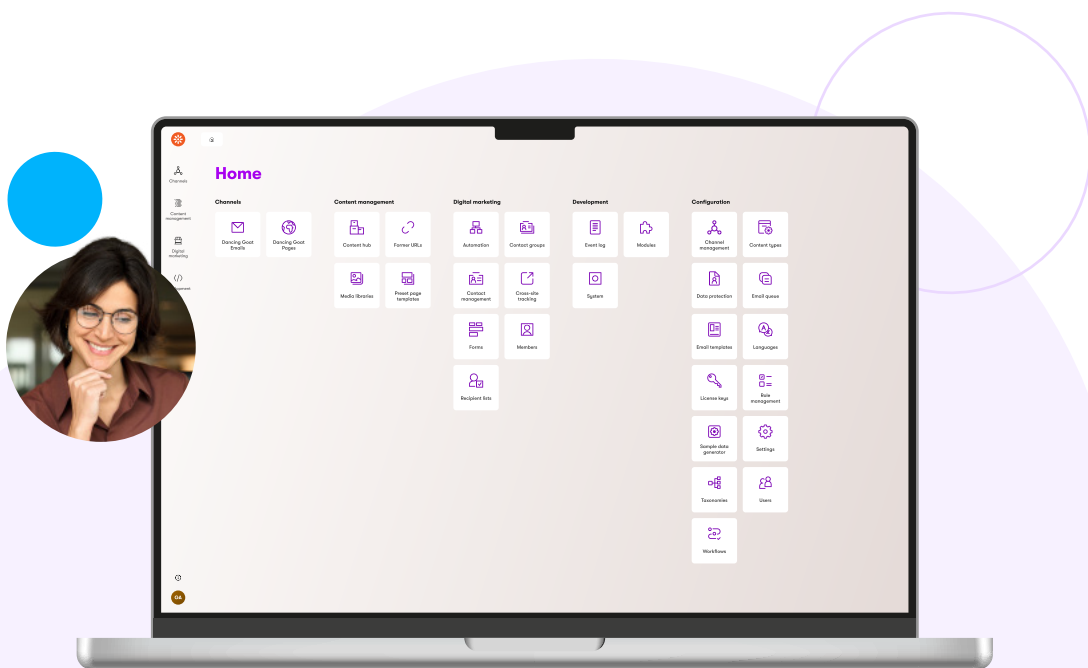 Home
Channels
Content
management
Digital
marketing
Channels
Dancing Goat
Emails
Dancing Goat
Pages
Content management
Content hub
Former URLs
Media libraries
Preset page
templates
Digital marketing
Automation
Contact groups
Contact
management
Cross-site
tracking
Forms
Members
Recipient lists
Development
Event log
Modules
System
Configuration
Channel
management
Content types
Data protection
Email queue
Email templates
Languages
License keys
Role
management
Sample data
generator
Settings
Taxonomies
Users
Workflows
GA